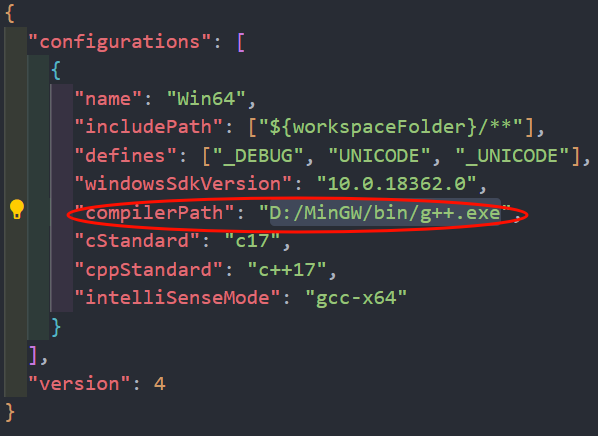 {
"configurations": [
{
"name": "Win64",
"includePath": ["${workspaceFolder}/**"],
"defines": ["_DEBUG", "UNICODE", "_UNICODE"],
"windowsSdkVersion": "10.0.18362.0",
"compilerPath": "D:/MinGW/bin/g++.exe",
"cStandard": "c17",
"cppStandard": "c++17",
"intelliSenseMode": "gcc-x64"
}
],
"version": 4
}